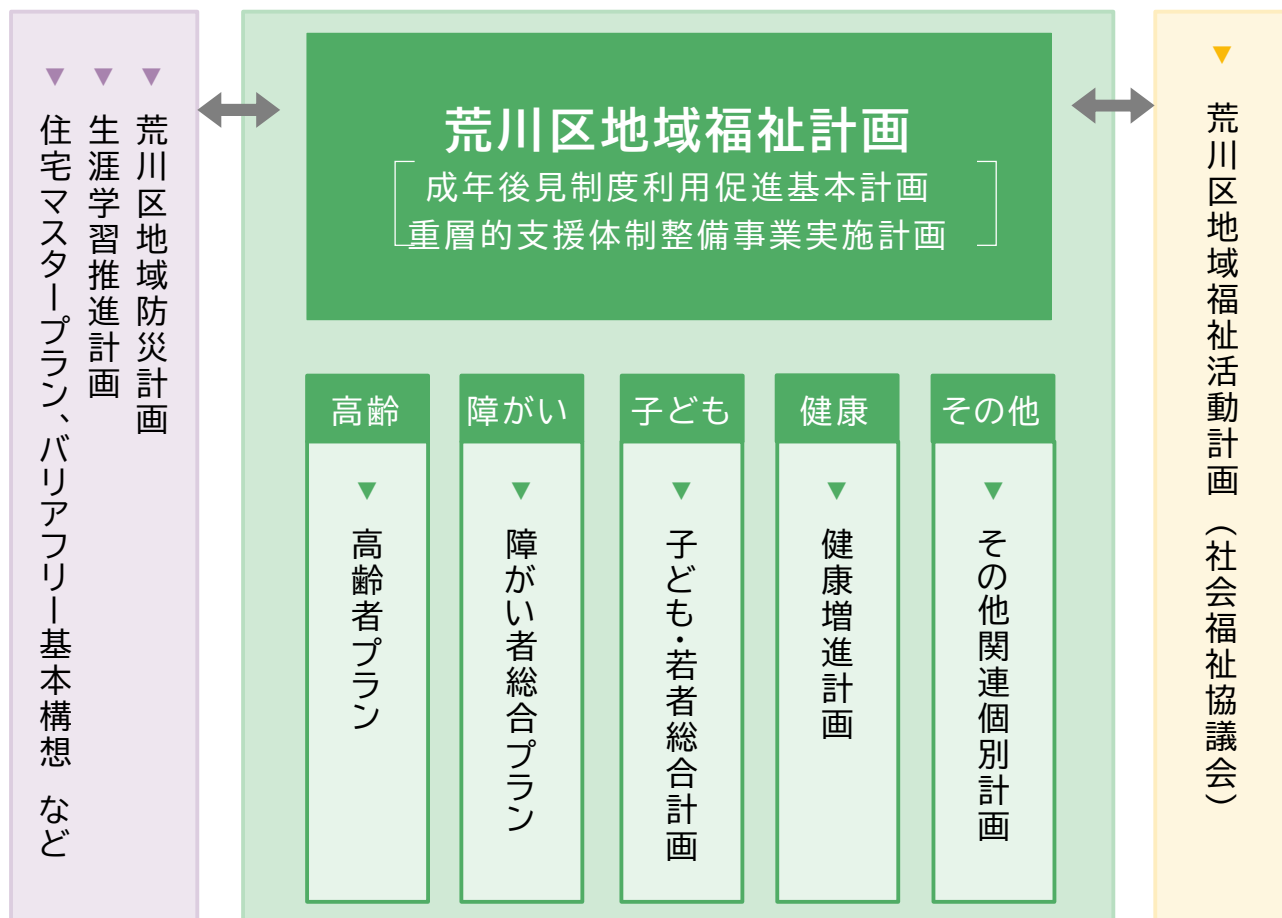 ▼ 荒川区地域防災計画
▼ 生涯学習推進計画
▼ 住宅マスタープラン、バリアフリー基本構想 など
荒川区地域福祉計画
成年後見制度利用促進基本計画
重層的支援体制整備事業実施計画
高齢
▼ 高齢者プラン
障がい
▼ 障がい者総合プラン
子ども
▼ 子ども・若者総合計画
健康
▼ 健康増進計画
その他
▼ その他関連個別計画
▼ 荒川区地域福祉活動計画（社会福祉協議会）